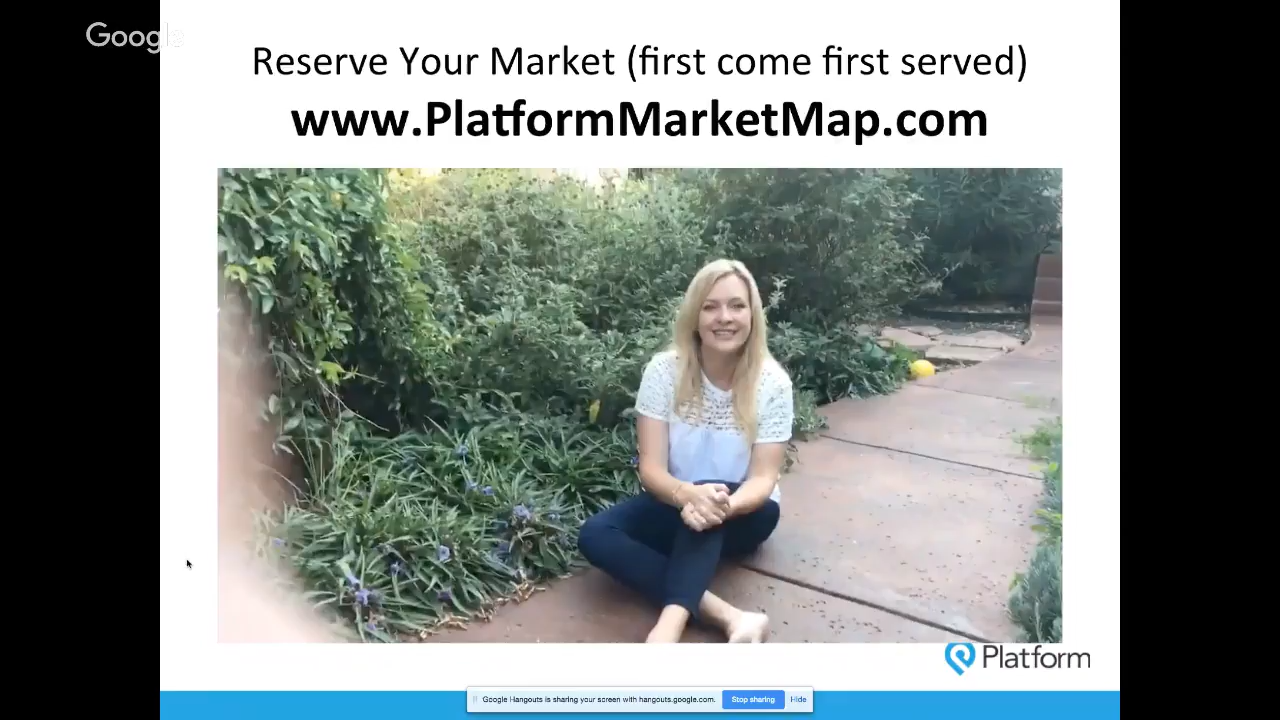 Google
Reserve Your Market (first come first served)
www.PlatformMarketMap.com
Platform
Google Hangouts is sharing your screen with hangouts.google.com.
Stop sharing
Hide